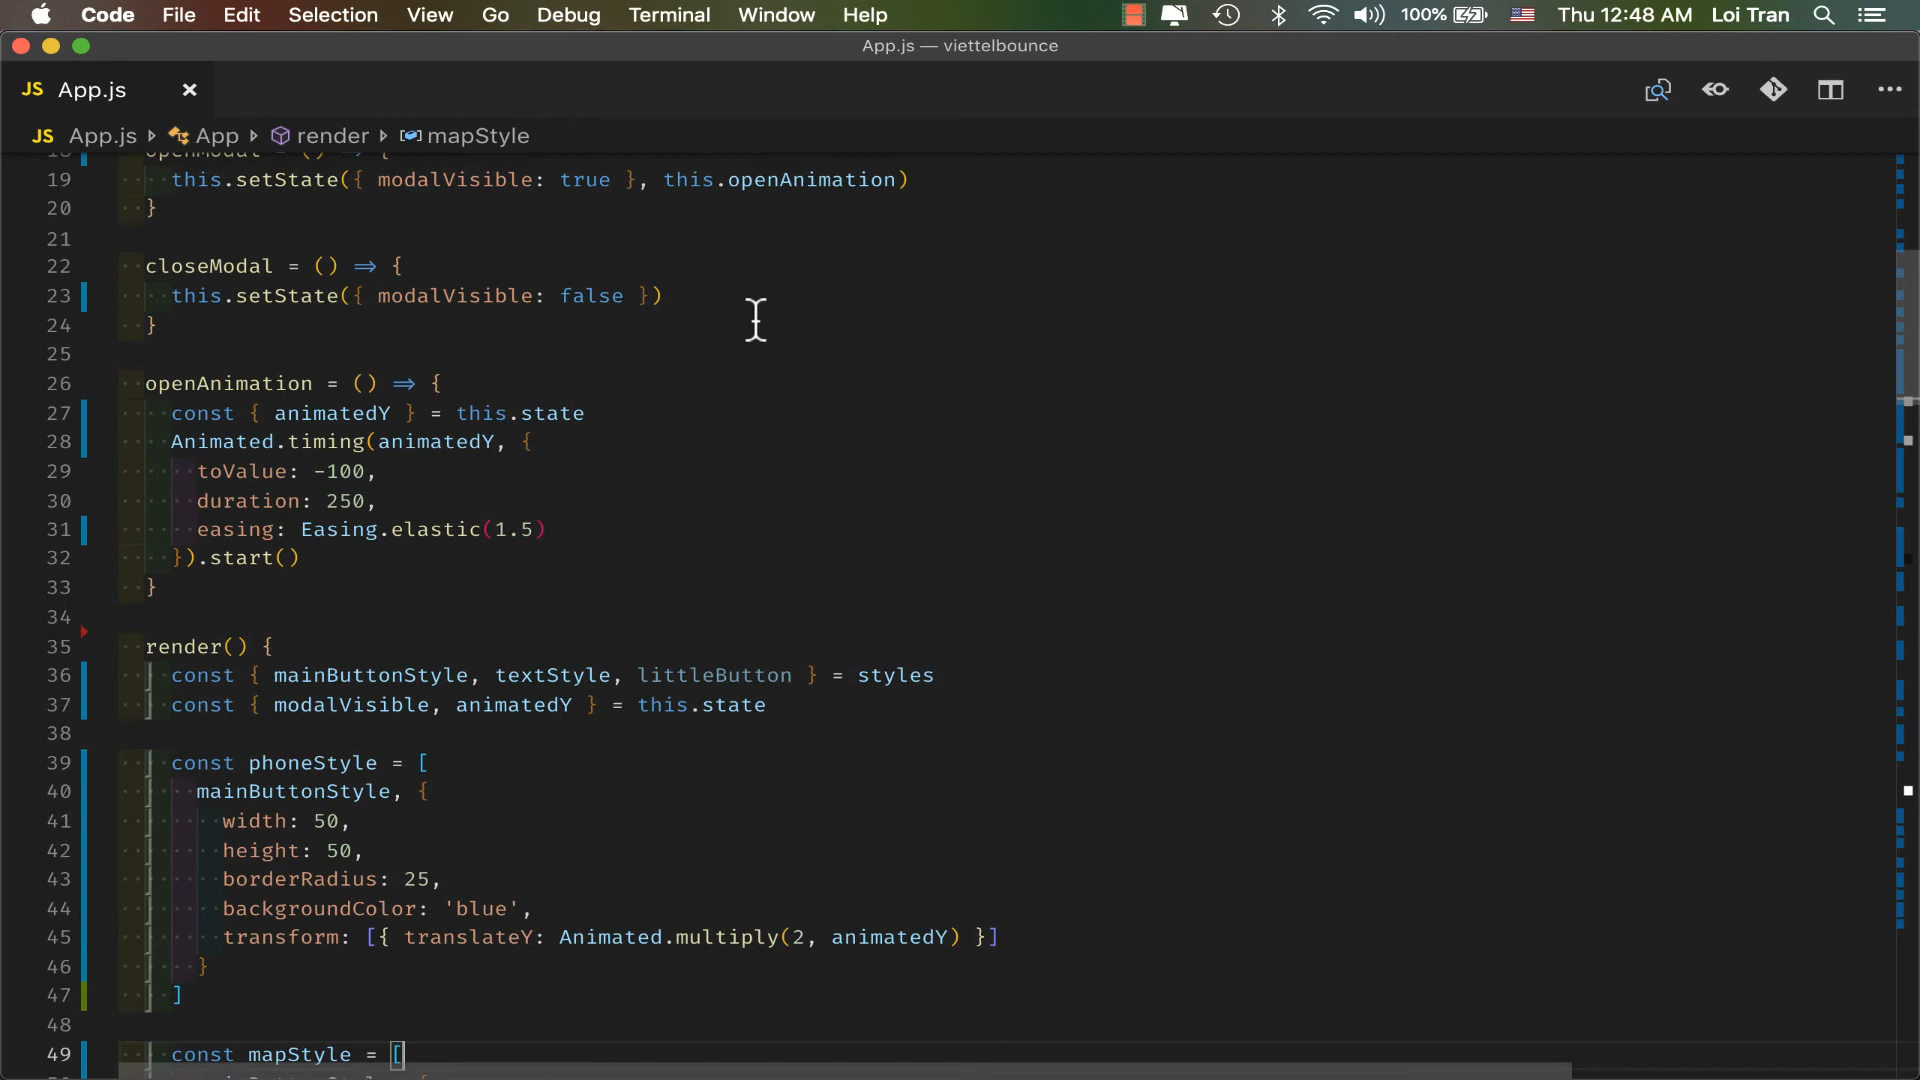 Code File Edit Selection View Go Debug Terminal Window Help 100% Thu 12:48 AM Loi Tran
App.js — viettelbounce
JS App.js
JS App.js App render mapStyle
18 openModal = () => {
19 this.setState({ modalVisible: true }, this.openAnimation)
20 }
21
22 closeModal = () => {
23 this.setState({ modalVisible: false })
24 }
25
26 openAnimation = () => {
27 const { animatedY } = this.state
28 Animated.timing(animatedY, {
29 toValue: -100,
30 duration: 250,
31 easing: Easing.elastic(1.5)
32 }).start()
33 }
34
35 render() {
36 const { mainButtonStyle, textStyle, littleButton } = styles
37 const { modalVisible, animatedY } = this.state
38
39 const phoneStyle = [
40 mainButtonStyle, {
41 width: 50,
42 height: 50,
43 borderRadius: 25,
44 backgroundColor: 'blue',
45 transform: [{ translateY: Animated.multiply(2, animatedY) }]
46 }
47 ]
48
49 const mapStyle = [